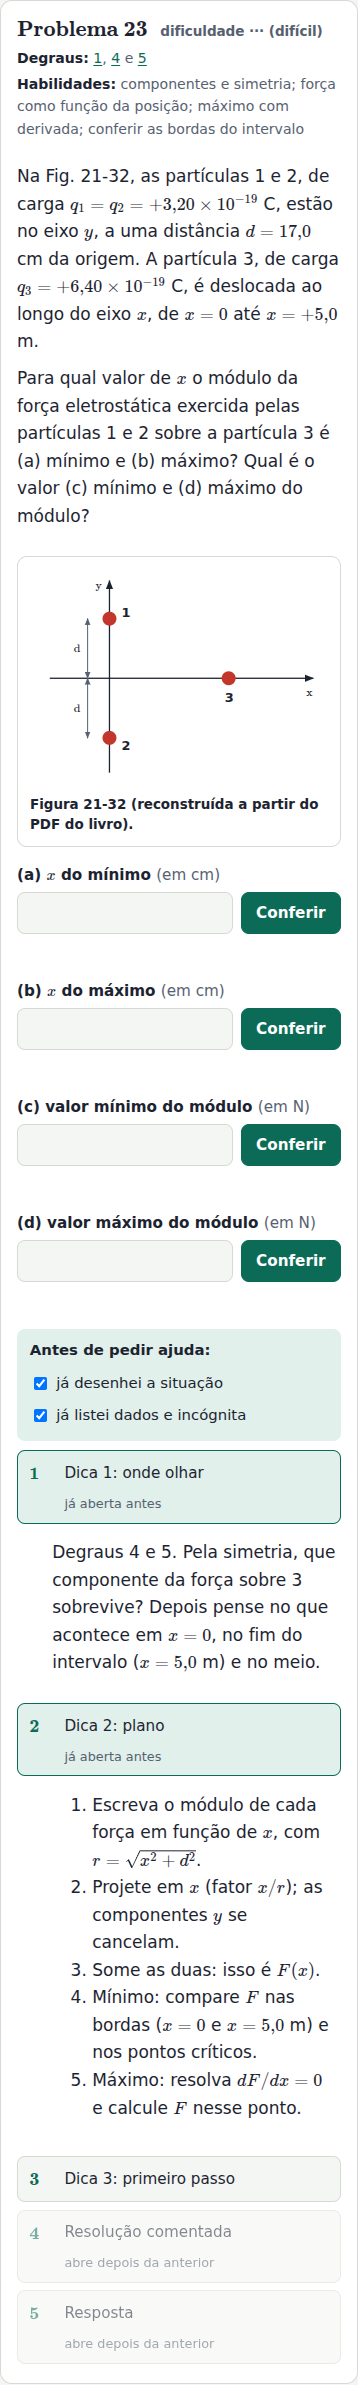 Problema 23 dificuldade ··· (difícil)
Degraus: 1, 4 e 5
Habilidades: componentes e simetria; força
como função da posição; máximo com
derivada; conferir as bordas do intervalo
Na Fig. 21-32, as partículas 1 e 2, de
carga q₁ = q₂ = +3,20 × 10⁻¹⁹ C, estão
no eixo y, a uma distância d = 17,0
cm da origem. A partícula 3, de carga
q₃ = +6,40 × 10⁻¹⁹ C, é deslocada ao
longo do eixo x, de x = 0 até x = +5,0
m.
Para qual valor de x o módulo da
força eletrostática exercida pelas
partículas 1 e 2 sobre a partícula 3 é
(a) mínimo e (b) máximo? Qual é o
valor (c) mínimo e (d) máximo do
módulo?
y
1
d
x
3
d
2
Figura 21-32 (reconstruída a partir do
PDF do livro).
(a) x do mínimo (em cm)
Conferir
(b) x do máximo (em cm)
Conferir
(c) valor mínimo do módulo (em N)
Conferir
(d) valor máximo do módulo (em N)
Conferir
Antes de pedir ajuda:
já desenhei a situação
já listei dados e incógnita
1 Dica 1: onde olhar
já aberta antes
Degraus 4 e 5. Pela simetria, que
componente da força sobre 3
sobrevive? Depois pense no que
acontece em x = 0, no fim do
intervalo (x = 5,0 m) e no meio.
2 Dica 2: plano
já aberta antes
1. Escreva o módulo de cada
força em função de x, com
r = √(x² + d²).
2. Projete em x (fator x/r); as
componentes y se
cancelam.
3. Some as duas: isso é F(x).
4. Mínimo: compare F nas
bordas (x = 0 e x = 5,0 m) e
nos pontos críticos.
5. Máximo: resolva dF/dx = 0
e calcule F nesse ponto.
3 Dica 3: primeiro passo
4 Resolução comentada
abre depois da anterior
5 Resposta
abre depois da anterior